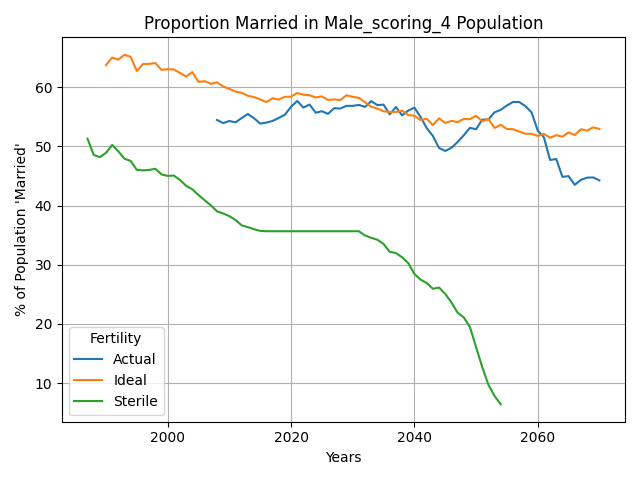 Proportion Married in Male_scoring_4 Population
% of Population 'Married'
60
50
40
30
20
10
Fertility
Actual
Ideal
Sterile
2000 2020 2040 2060
Years